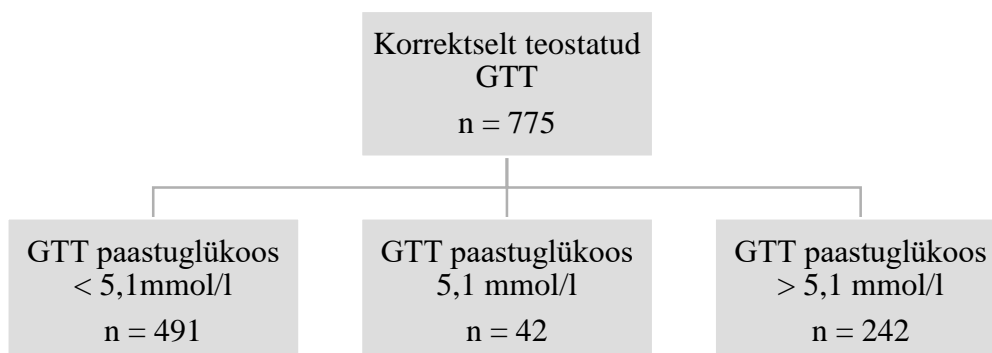 Korrektselt teostatud
GTT
n = 775
GTT paastuglükoos
< 5,1mmol/l
n = 491
GTT paastuglükoos
5,1 mmol/l
n = 42
GTT paastuglükoos
> 5,1 mmol/l
n = 242